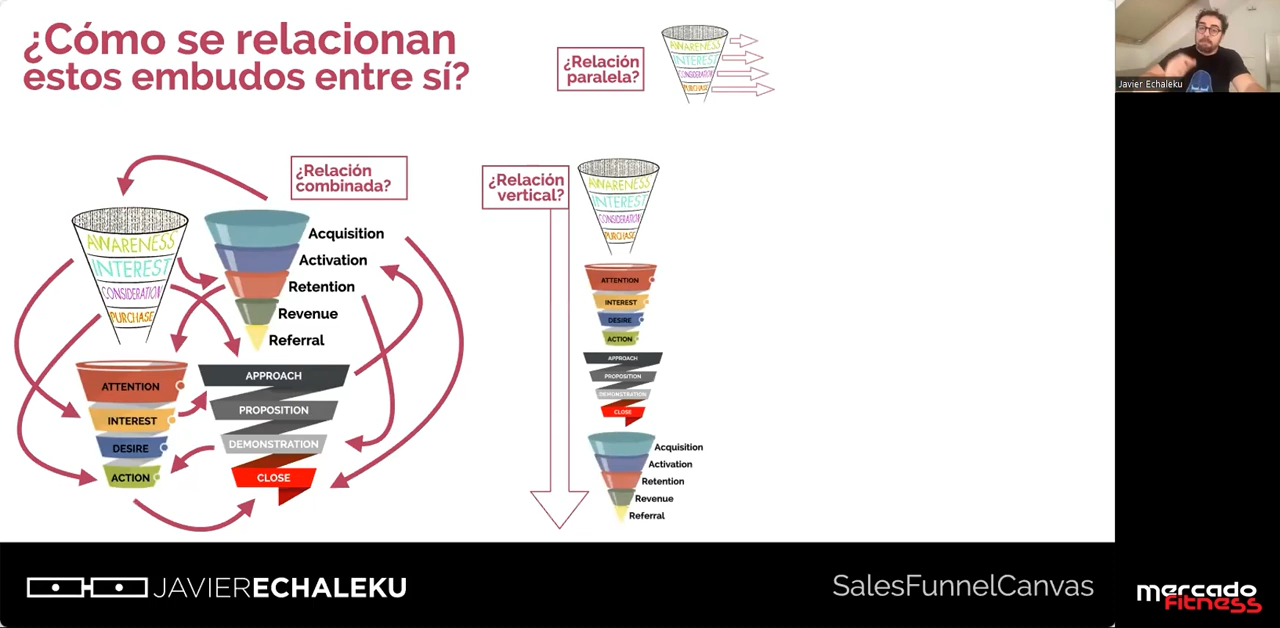 ¿Cómo se relacionan
estos embudos entre sí?
¿Relación
paralela?
AWARENESS
INTEREST
CONSIDERATION
PURCHASE
Javier Echaleku
¿Relación
combinada?
AWARENESS
INTEREST
CONSIDERATION
PURCHASE
Acquisition
Activation
Retention
Revenue
Referral
ATTENTION
INTEREST
DESIRE
ACTION
APPROACH
PROPOSITION
DEMONSTRATION
CLOSE
¿Relación
vertical?
AWARENESS
INTEREST
CONSIDERATION
PURCHASE
ATTENTION
INTEREST
DESIRE
ACTION
APPROACH
PROPOSITION
DEMONSTRATION
CLOSE
Acquisition
Activation
Retention
Revenue
Referral
JAVIERECHALEKU
SalesFunnelCanvas
mercado
fitness